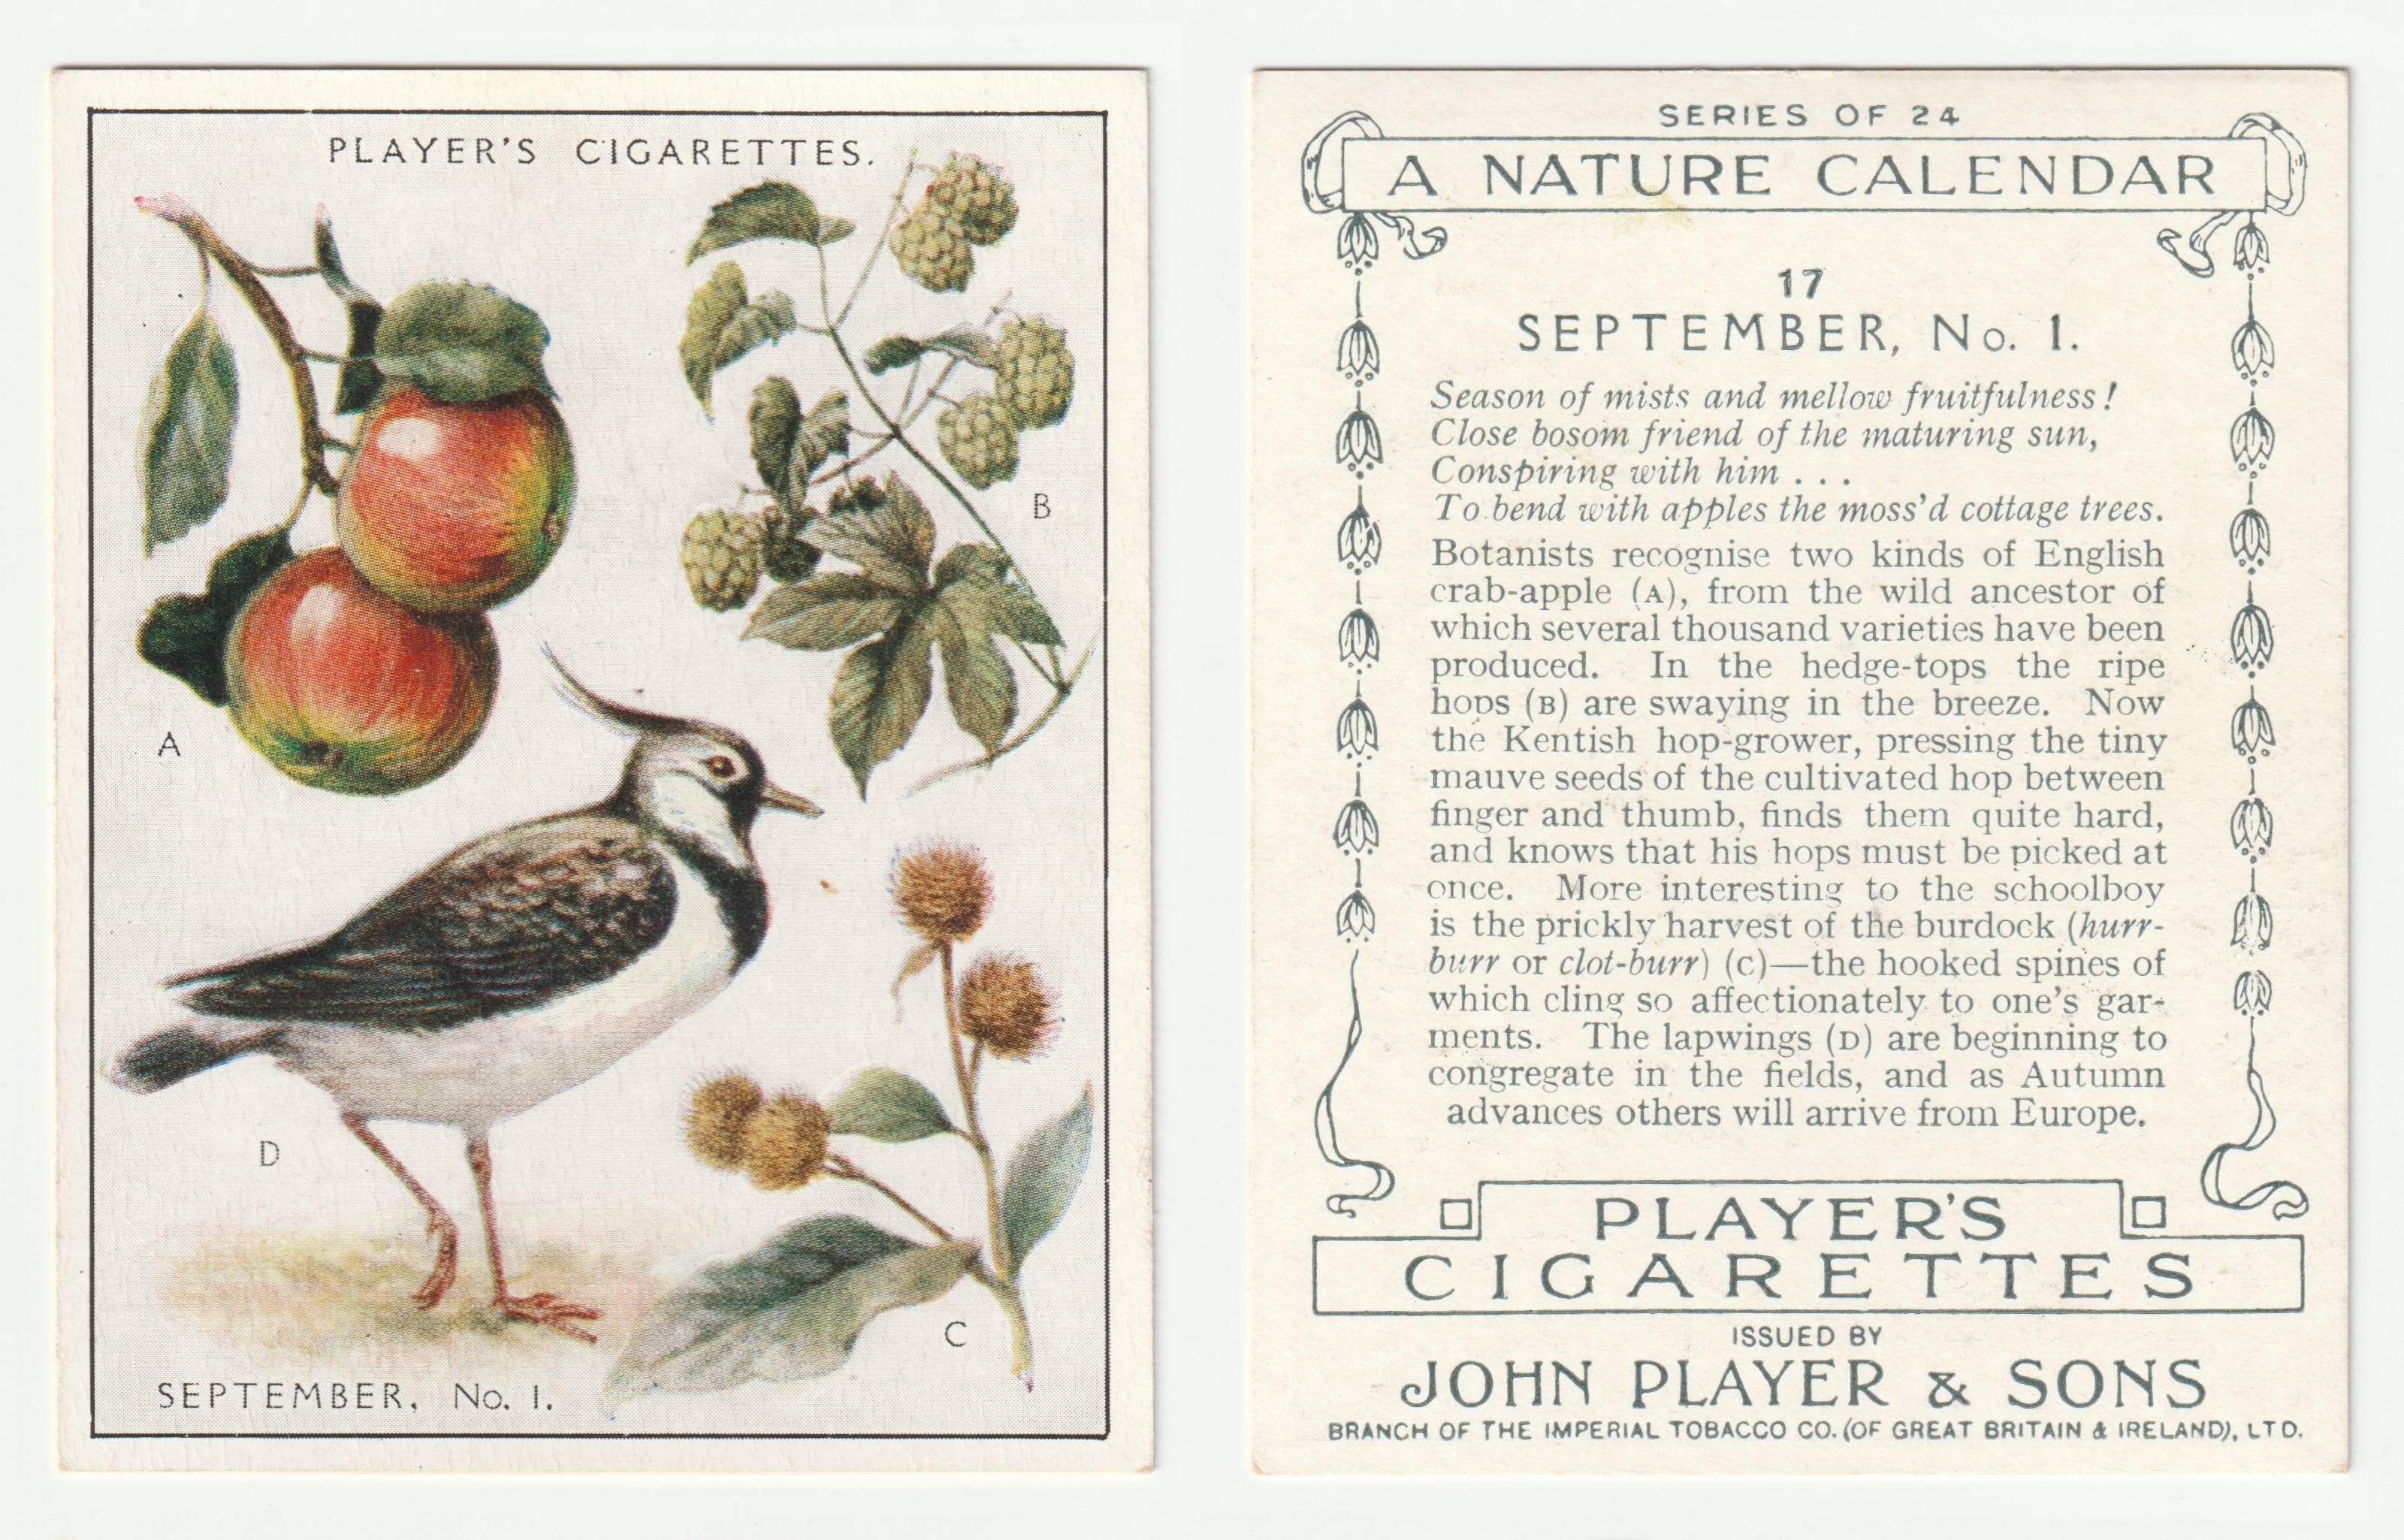 PLAYER'S CIGARETTES.
A
B
C
D
SEPTEMBER, No. 1.
SERIES OF 24
A NATURE CALENDAR
17
SEPTEMBER, No. 1.
Season of mists and mellow fruitfulness!
Close bosom friend of the maturing sun,
Conspiring with him . . .
To bend with apples the moss'd cottage trees.
Botanists recognise two kinds of English
crab-apple (A), from the wild ancestor of
which several thousand varieties have been
produced. In the hedge-tops the ripe
hops (B) are swaying in the breeze. Now
the Kentish hop-grower, pressing the tiny
mauve seeds of the cultivated hop between
finger and thumb, finds them quite hard,
and knows that his hops must be picked at
once. More interesting to the schoolboy
is the prickly harvest of the burdock (hurr-
burr or clot-burr) (C)—the hooked spines of
which cling so affectionately to one's gar-
ments. The lapwings (D) are beginning to
congregate in the fields, and as Autumn
advances others will arrive from Europe.
PLAYER'S
CIGARETTES
ISSUED BY
JOHN PLAYER & SONS
BRANCH OF THE IMPERIAL TOBACCO CO. (OF GREAT BRITAIN & IRELAND), LTD.